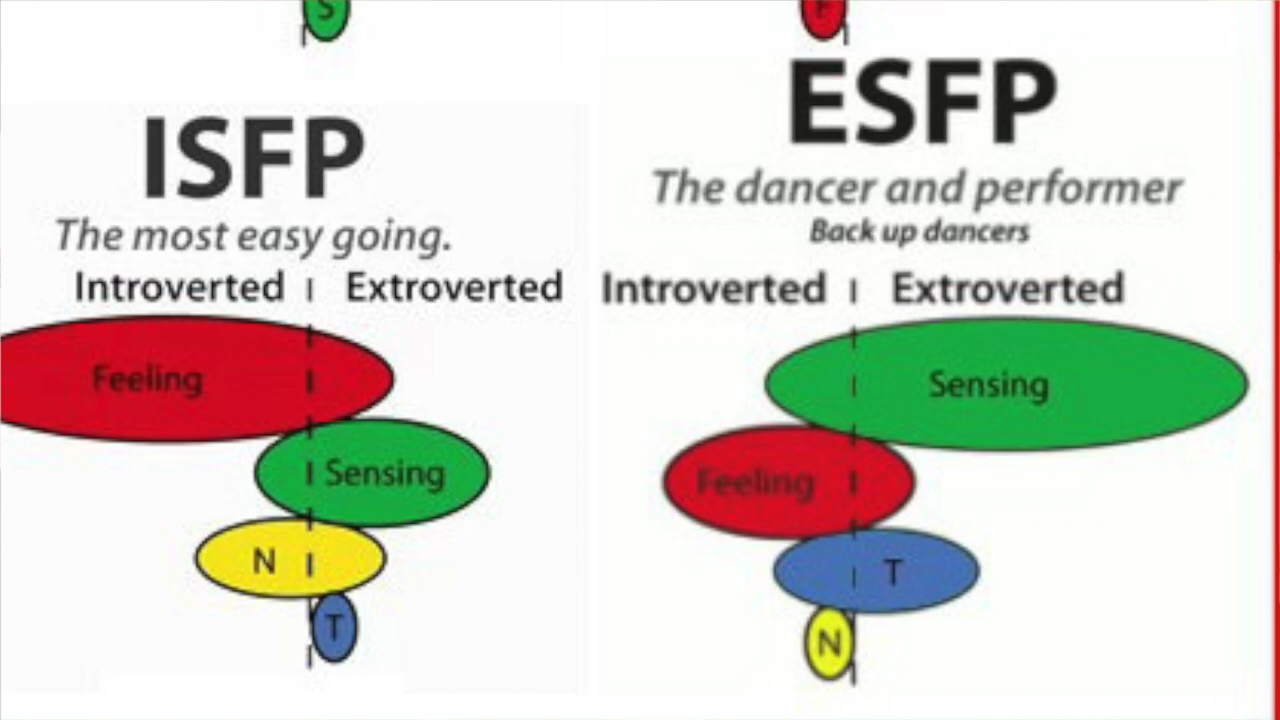 S
ISFP
The most easy going.
Introverted | Extroverted
Feeling
Sensing
N
T
F
ESFP
The dancer and performer
Back up dancers
Introverted | Extroverted
Sensing
Feeling
T
N